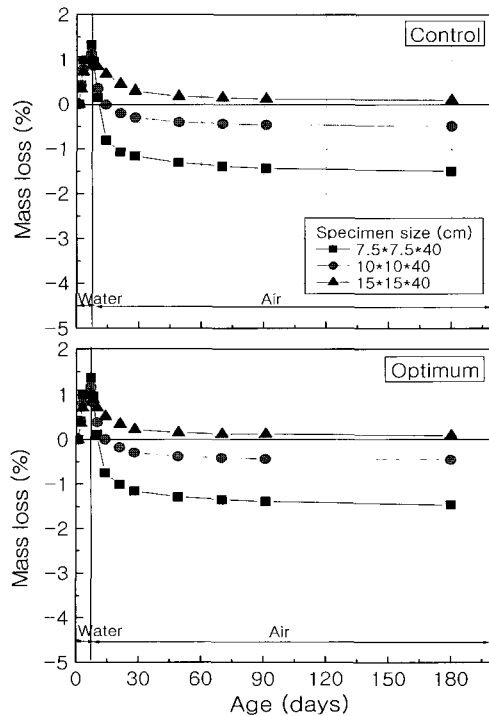 2
Control
1
0
-1
-2
-3
-4
-5
Mass loss (%)
Specimen size (cm)
7.5*7.5*40
10*10*40
15*15*40
Water
Air
2
Optimum
1
0
-1
-2
-3
-4
-5
Mass loss (%)
Water
Air
0 30 60 90 120 150 180
Age (days)